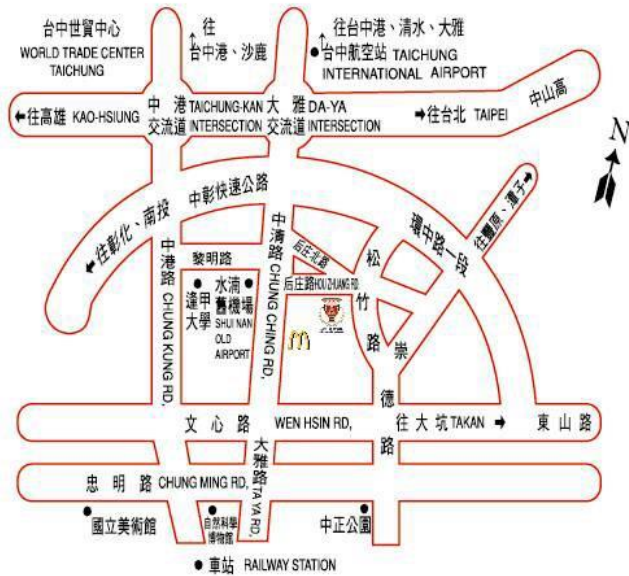 台中世貿中心
WORLD TRADE CENTER
TAICHUNG
往
台中港、沙鹿
往台中港、清水、大雅
台中航空站 TAICHUNG
INTERNATIONAL AIRPORT
中山高
←往高雄 KAO-HSIUNG
中港 TAICHUNG-KAN
交流道 INTERSECTION
大雅 DA-YA
交流道 INTERSECTION
→往台北 TAIPEI
N
中彰快速公路
←往彰化、南投
環中路一段
往豐原、潭子→
中港路 CHUNG KUNG RD,
黎明路
中清路 CHUNG CHING RD,
后庄北路
后庄路 HOU ZHUANG RD.
松竹路
崇德路
逢甲
大學
水湳
舊機場
SHUI NAN
OLD
AIRPORT
文心路 WEN HSIN RD,
往大坑 TAKAN →
東山路
大雅路 TA YA RD,
忠明路 CHUNG MING RD,
國立美術館
自然科學
博物館
中正公園
車站 RAILWAY STATION